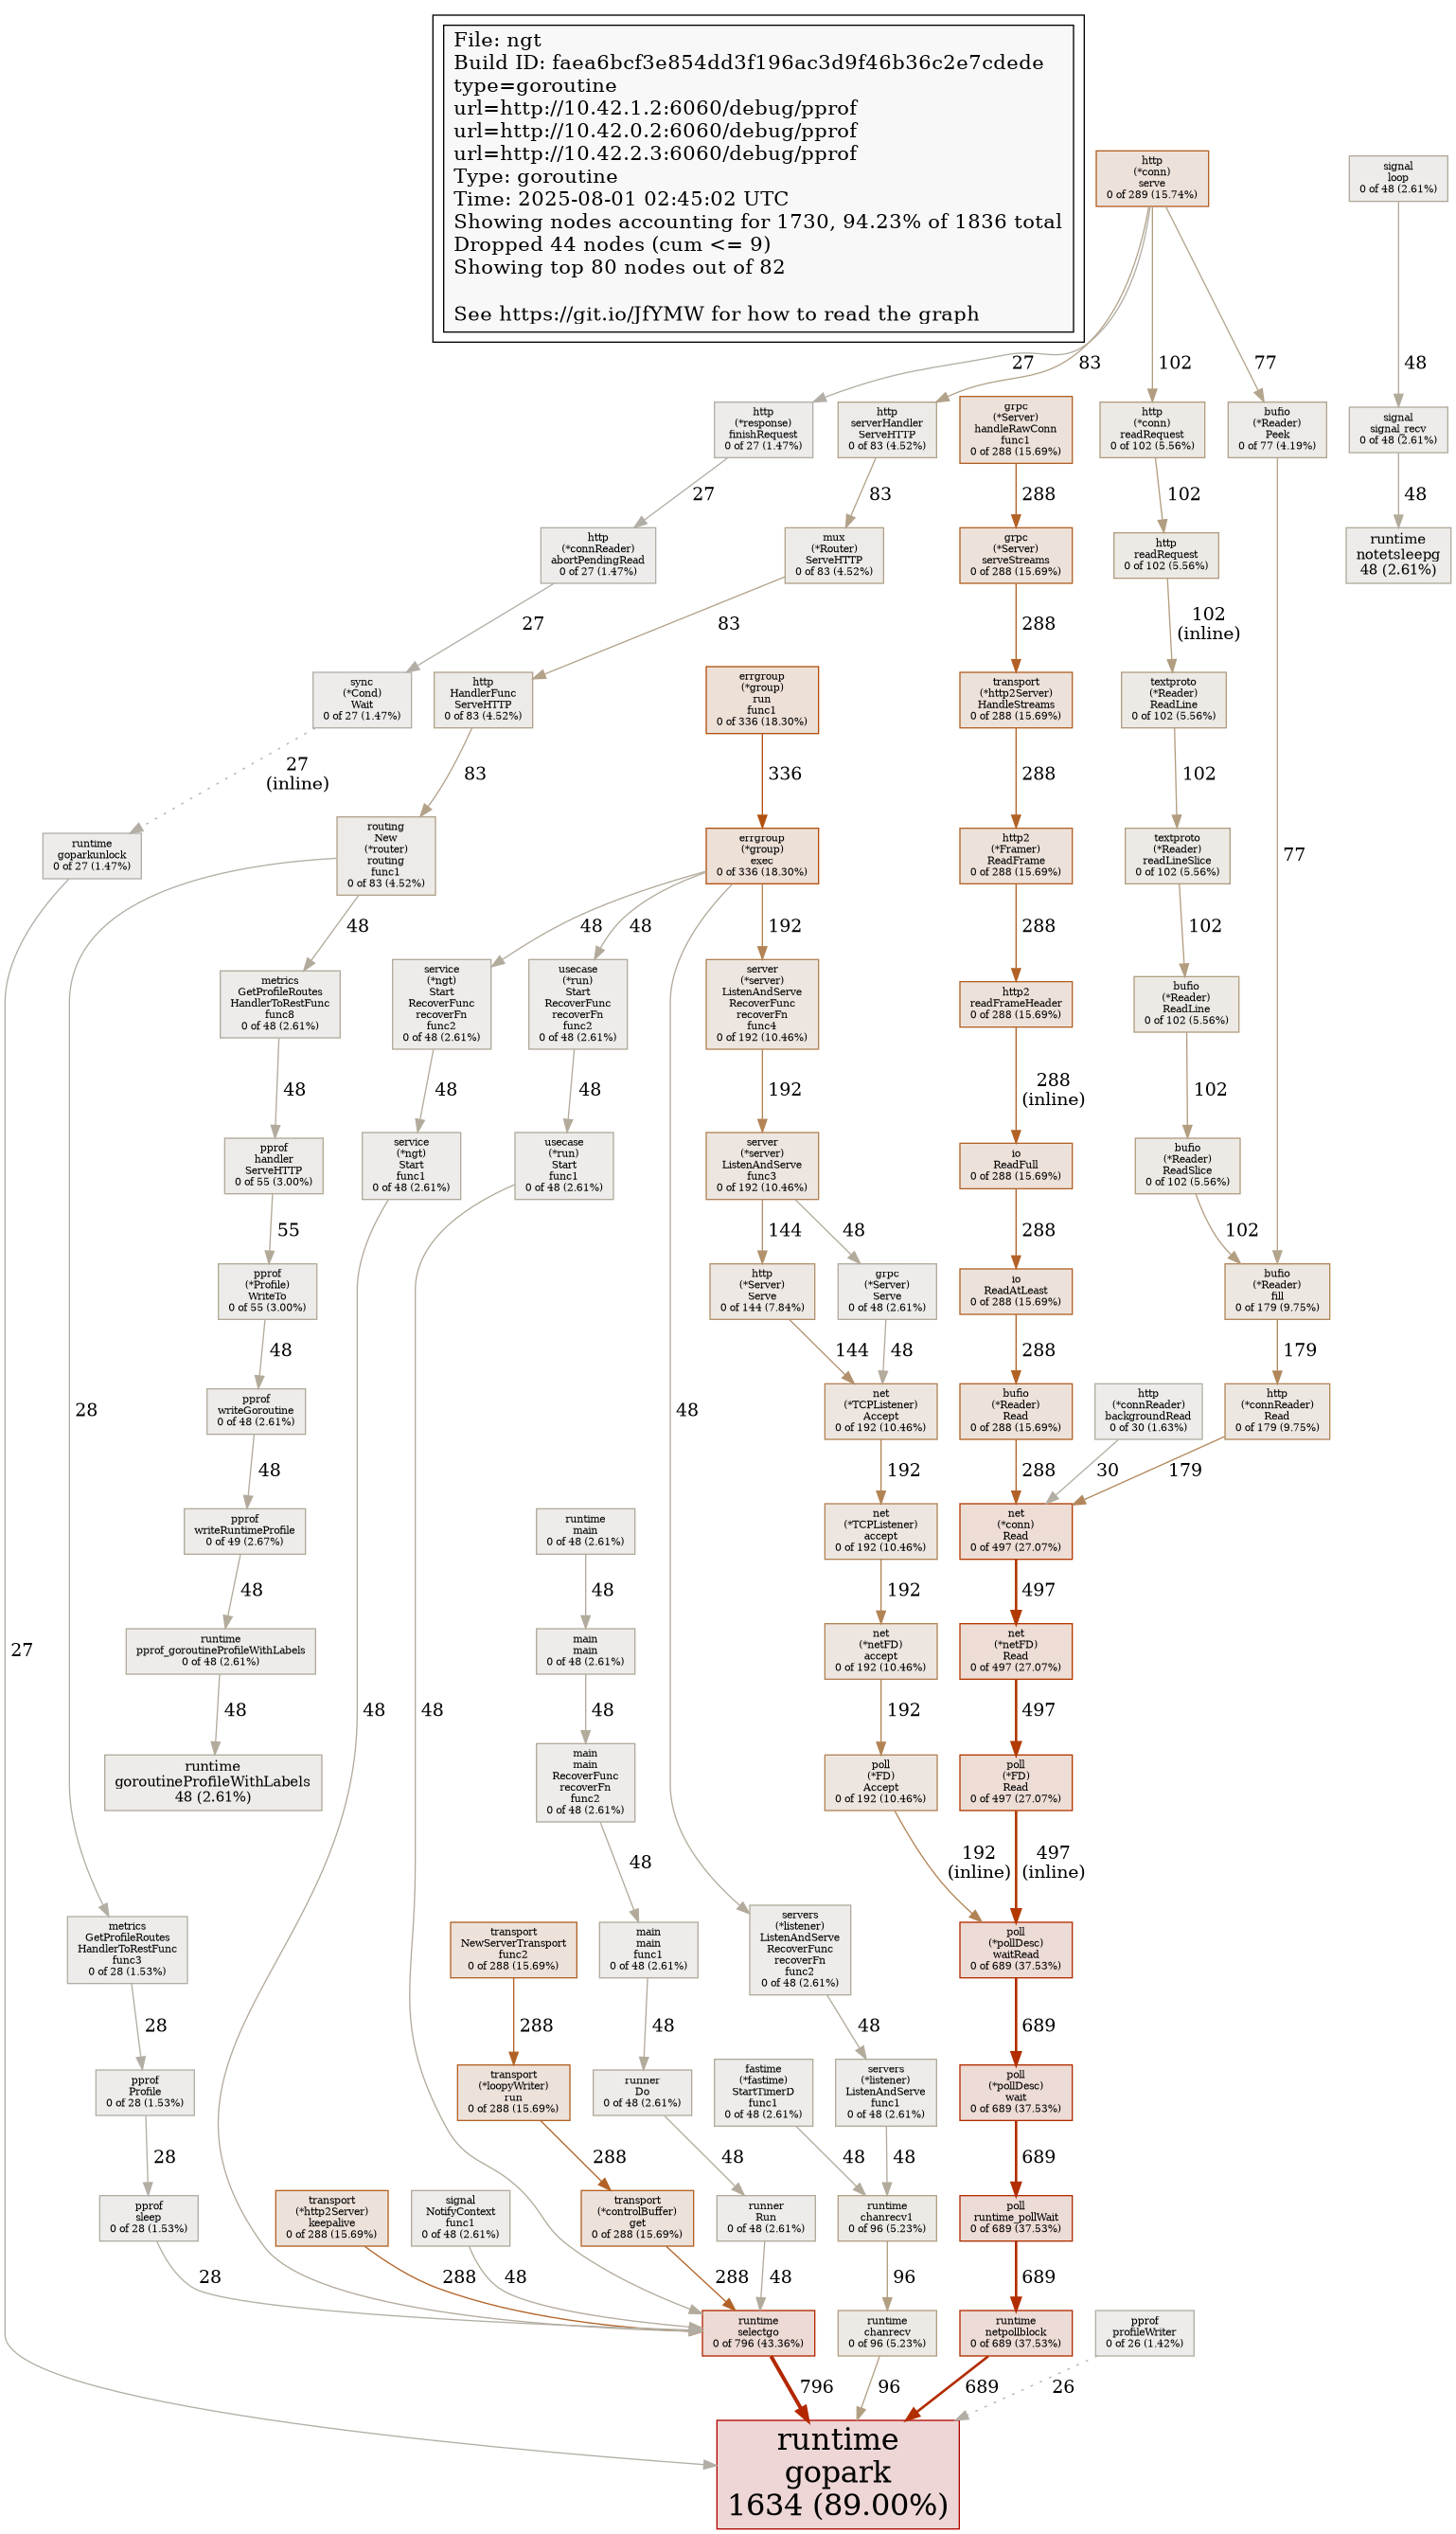 File: ngt
Build ID: faea6bcf3e854dd3f196ac3d9f46b36c2e7cdede
type=goroutine
url=http://10.42.1.2:6060/debug/pprof
url=http://10.42.0.2:6060/debug/pprof
url=http://10.42.2.3:6060/debug/pprof
Type: goroutine
Time: 2025-08-01 02:45:02 UTC
Showing nodes accounting for 1730, 94.23% of 1836 total
Dropped 44 nodes (cum <= 9)
Showing top 80 nodes out of 82
See https://git.io/JfYMW for how to read the graph
http
(*conn)
serve
0 of 289 (15.74%)
signal
loop
0 of 48 (2.61%)
27
83
102
77
48
http
(*response)
finishRequest
0 of 27 (1.47%)
http
serverHandler
ServeHTTP
0 of 83 (4.52%)
grpc
(*Server)
handleRawConn
func1
0 of 288 (15.69%)
http
(*conn)
readRequest
0 of 102 (5.56%)
bufio
(*Reader)
Peek
0 of 77 (4.19%)
signal
signal_recv
0 of 48 (2.61%)
27
83
288
102
48
http
(*connReader)
abortPendingRead
0 of 27 (1.47%)
mux
(*Router)
ServeHTTP
0 of 83 (4.52%)
grpc
(*Server)
serveStreams
0 of 288 (15.69%)
http
readRequest
0 of 102 (5.56%)
runtime
notetsleepg
48 (2.61%)
27
83
288
102
(inline)
sync
(*Cond)
Wait
0 of 27 (1.47%)
http
HandlerFunc
ServeHTTP
0 of 83 (4.52%)
errgroup
(*group)
run
func1
0 of 336 (18.30%)
transport
(*http2Server)
HandleStreams
0 of 288 (15.69%)
textproto
(*Reader)
ReadLine
0 of 102 (5.56%)
27
(inline)
83
336
288
102
runtime
goparkunlock
0 of 27 (1.47%)
routing
New
(*router)
routing
func1
0 of 83 (4.52%)
errgroup
(*group)
exec
0 of 336 (18.30%)
http2
(*Framer)
ReadFrame
0 of 288 (15.69%)
textproto
(*Reader)
readLineSlice
0 of 102 (5.56%)
77
48
48
48
192
288
102
metrics
GetProfileRoutes
HandlerToRestFunc
func8
0 of 48 (2.61%)
service
(*ngt)
Start
RecoverFunc
recoverFn
func2
0 of 48 (2.61%)
usecase
(*run)
Start
RecoverFunc
recoverFn
func2
0 of 48 (2.61%)
server
(*server)
ListenAndServe
RecoverFunc
recoverFn
func4
0 of 192 (10.46%)
http2
readFrameHeader
0 of 288 (15.69%)
bufio
(*Reader)
ReadLine
0 of 102 (5.56%)
48
48
48
192
288
(inline)
102
pprof
handler
ServeHTTP
0 of 55 (3.00%)
service
(*ngt)
Start
func1
0 of 48 (2.61%)
usecase
(*run)
Start
func1
0 of 48 (2.61%)
server
(*server)
ListenAndServe
func3
0 of 192 (10.46%)
io
ReadFull
0 of 288 (15.69%)
bufio
(*Reader)
ReadSlice
0 of 102 (5.56%)
55
144
48
288
102
pprof
(*Profile)
WriteTo
0 of 55 (3.00%)
http
(*Server)
Serve
0 of 144 (7.84%)
grpc
(*Server)
Serve
0 of 48 (2.61%)
io
ReadAtLeast
0 of 288 (15.69%)
bufio
(*Reader)
fill
0 of 179 (9.75%)
48
144
48
288
179
28
48
pprof
writeGoroutine
0 of 48 (2.61%)
net
(*TCPListener)
Accept
0 of 192 (10.46%)
bufio
(*Reader)
Read
0 of 288 (15.69%)
http
(*connReader)
backgroundRead
0 of 30 (1.63%)
http
(*connReader)
Read
0 of 179 (9.75%)
48
192
288
30
179
pprof
writeRuntimeProfile
0 of 49 (2.67%)
runtime
main
0 of 48 (2.61%)
net
(*TCPListener)
accept
0 of 192 (10.46%)
net
(*conn)
Read
0 of 497 (27.07%)
48
48
192
497
27
runtime
pprof_goroutineProfileWithLabels
0 of 48 (2.61%)
main
main
0 of 48 (2.61%)
net
(*netFD)
accept
0 of 192 (10.46%)
net
(*netFD)
Read
0 of 497 (27.07%)
48
48
48
48
192
497
runtime
goroutineProfileWithLabels
48 (2.61%)
main
main
RecoverFunc
recoverFn
func2
0 of 48 (2.61%)
poll
(*FD)
Accept
0 of 192 (10.46%)
poll
(*FD)
Read
0 of 497 (27.07%)
48
192
(inline)
497
(inline)
metrics
GetProfileRoutes
HandlerToRestFunc
func3
0 of 28 (1.53%)
transport
NewServerTransport
func2
0 of 288 (15.69%)
main
main
func1
0 of 48 (2.61%)
servers
(*listener)
ListenAndServe
RecoverFunc
recoverFn
func2
0 of 48 (2.61%)
poll
(*pollDesc)
waitRead
0 of 689 (37.53%)
28
288
48
48
689
pprof
Profile
0 of 28 (1.53%)
transport
(*loopyWriter)
run
0 of 288 (15.69%)
runner
Do
0 of 48 (2.61%)
fastime
(*fastime)
StartTimerD
func1
0 of 48 (2.61%)
servers
(*listener)
ListenAndServe
func1
0 of 48 (2.61%)
poll
(*pollDesc)
wait
0 of 689 (37.53%)
28
288
48
48
48
689
pprof
sleep
0 of 28 (1.53%)
transport
(*http2Server)
keepalive
0 of 288 (15.69%)
signal
NotifyContext
func1
0 of 48 (2.61%)
transport
(*controlBuffer)
get
0 of 288 (15.69%)
runner
Run
0 of 48 (2.61%)
runtime
chanrecv1
0 of 96 (5.23%)
poll
runtime_pollWait
0 of 689 (37.53%)
28
288
48
288
48
96
689
runtime
selectgo
0 of 796 (43.36%)
runtime
chanrecv
0 of 96 (5.23%)
runtime
netpollblock
0 of 689 (37.53%)
pprof
profileWriter
0 of 26 (1.42%)
796
96
689
26
runtime
gopark
1634 (89.00%)